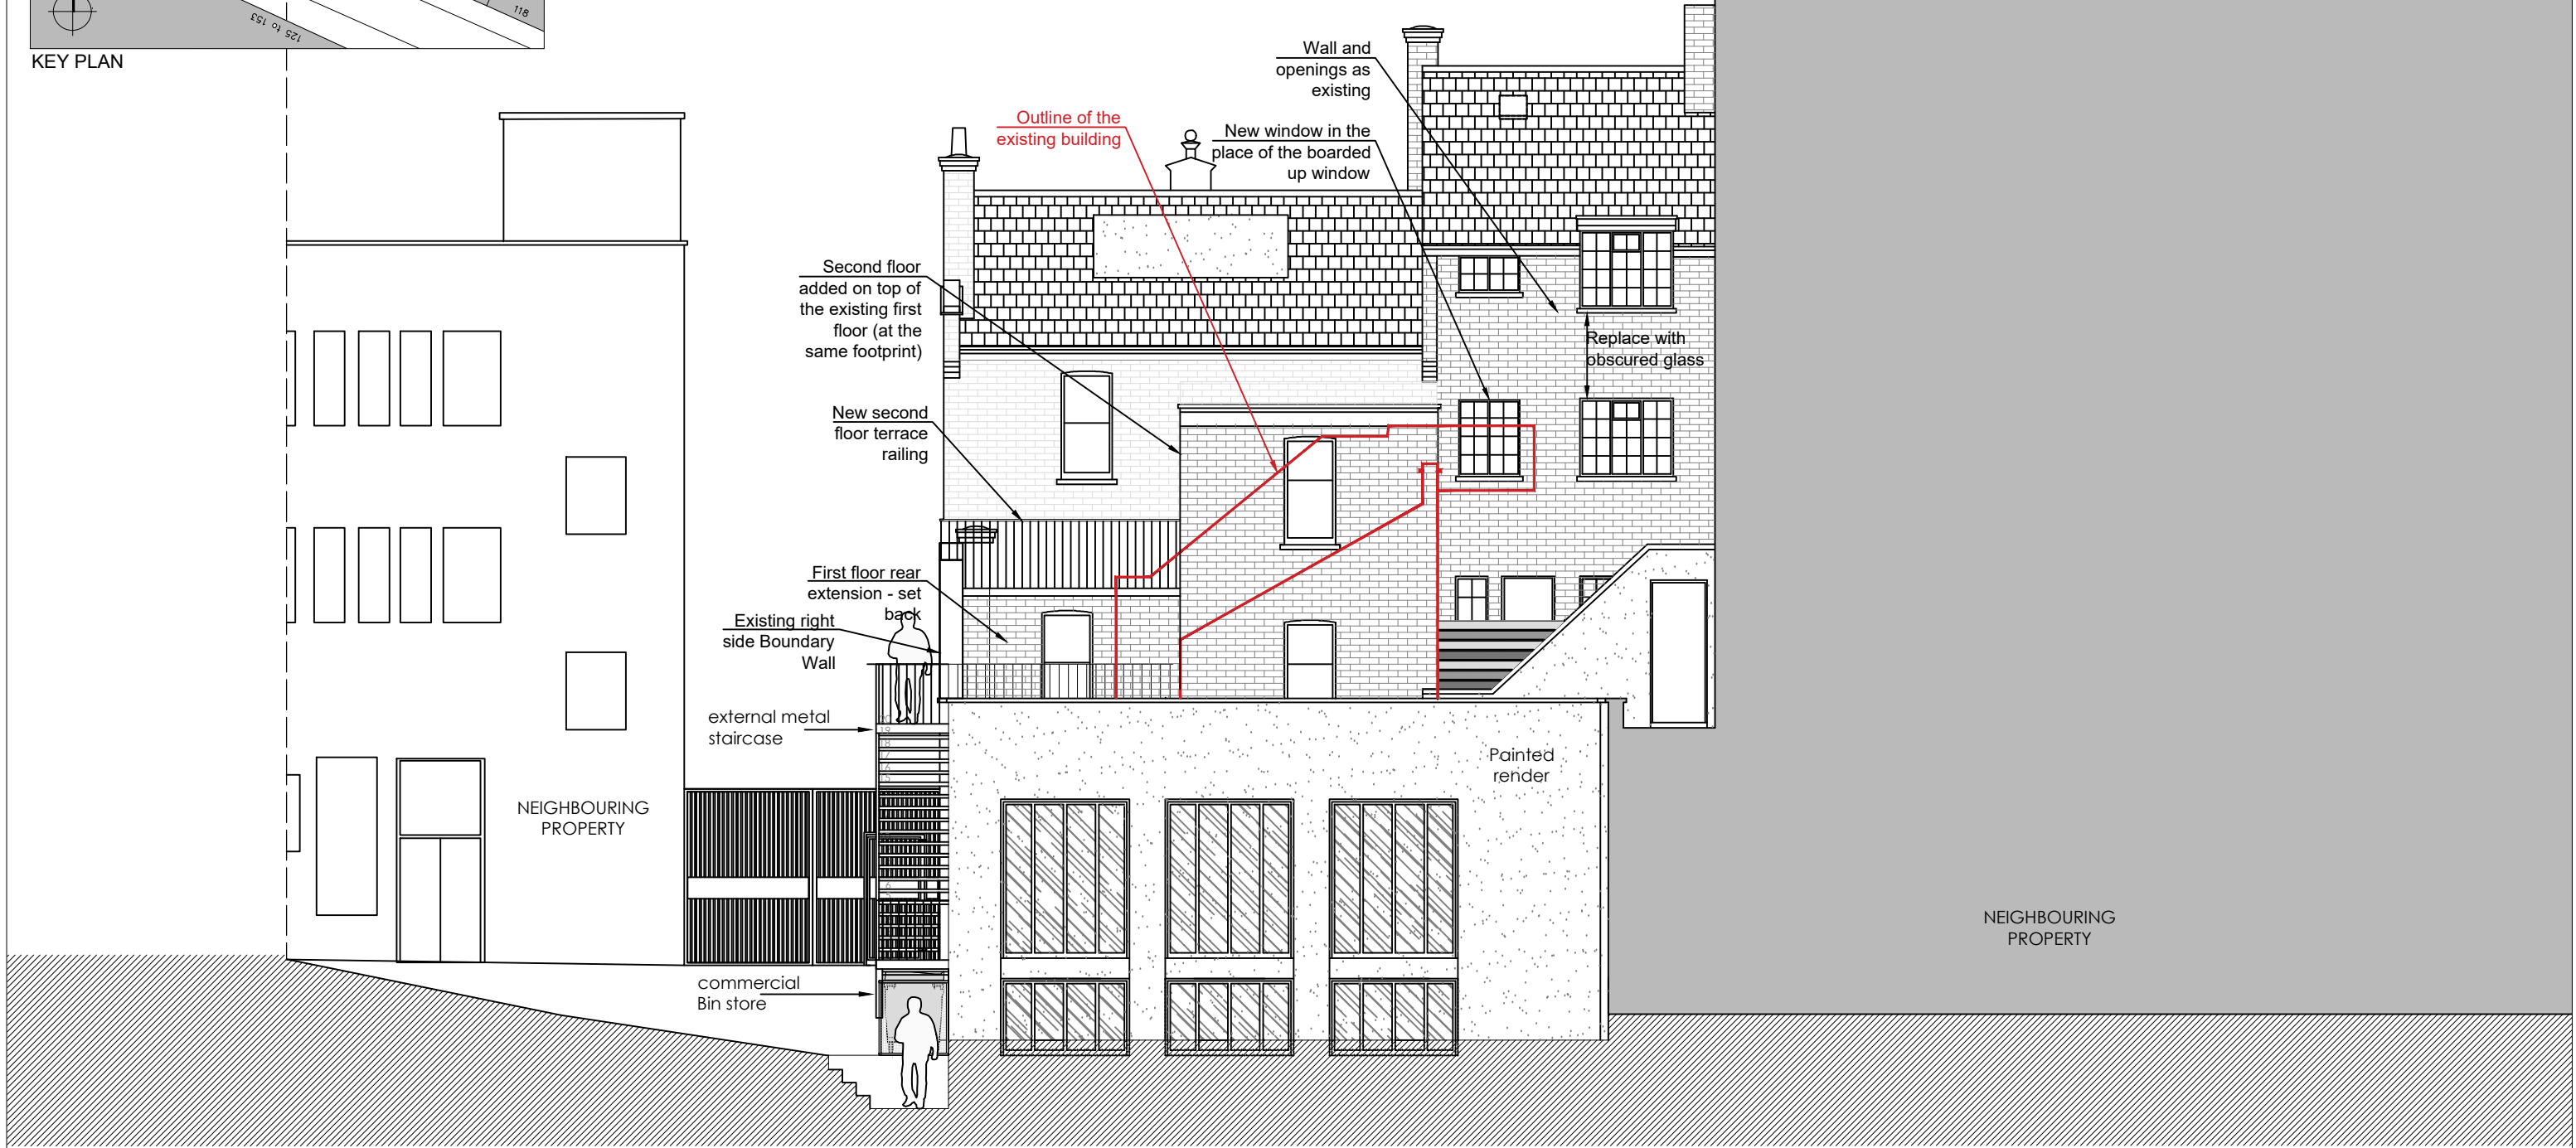 125 to 153
118
KEY PLAN
Wall and
openings as
existing
Outline of the
existing building
New window in the
place of the boarded
up window
Second floor
added on top of
the existing first
floor (at the
same footprint)
Replace with
obscured glass
New second
floor terrace
railing
First floor rear
extension - set
back
Existing right
side Boundary
Wall
external metal
staircase
Painted
render
NEIGHBOURING
PROPERTY
NEIGHBOURING
PROPERTY
commercial
Bin store